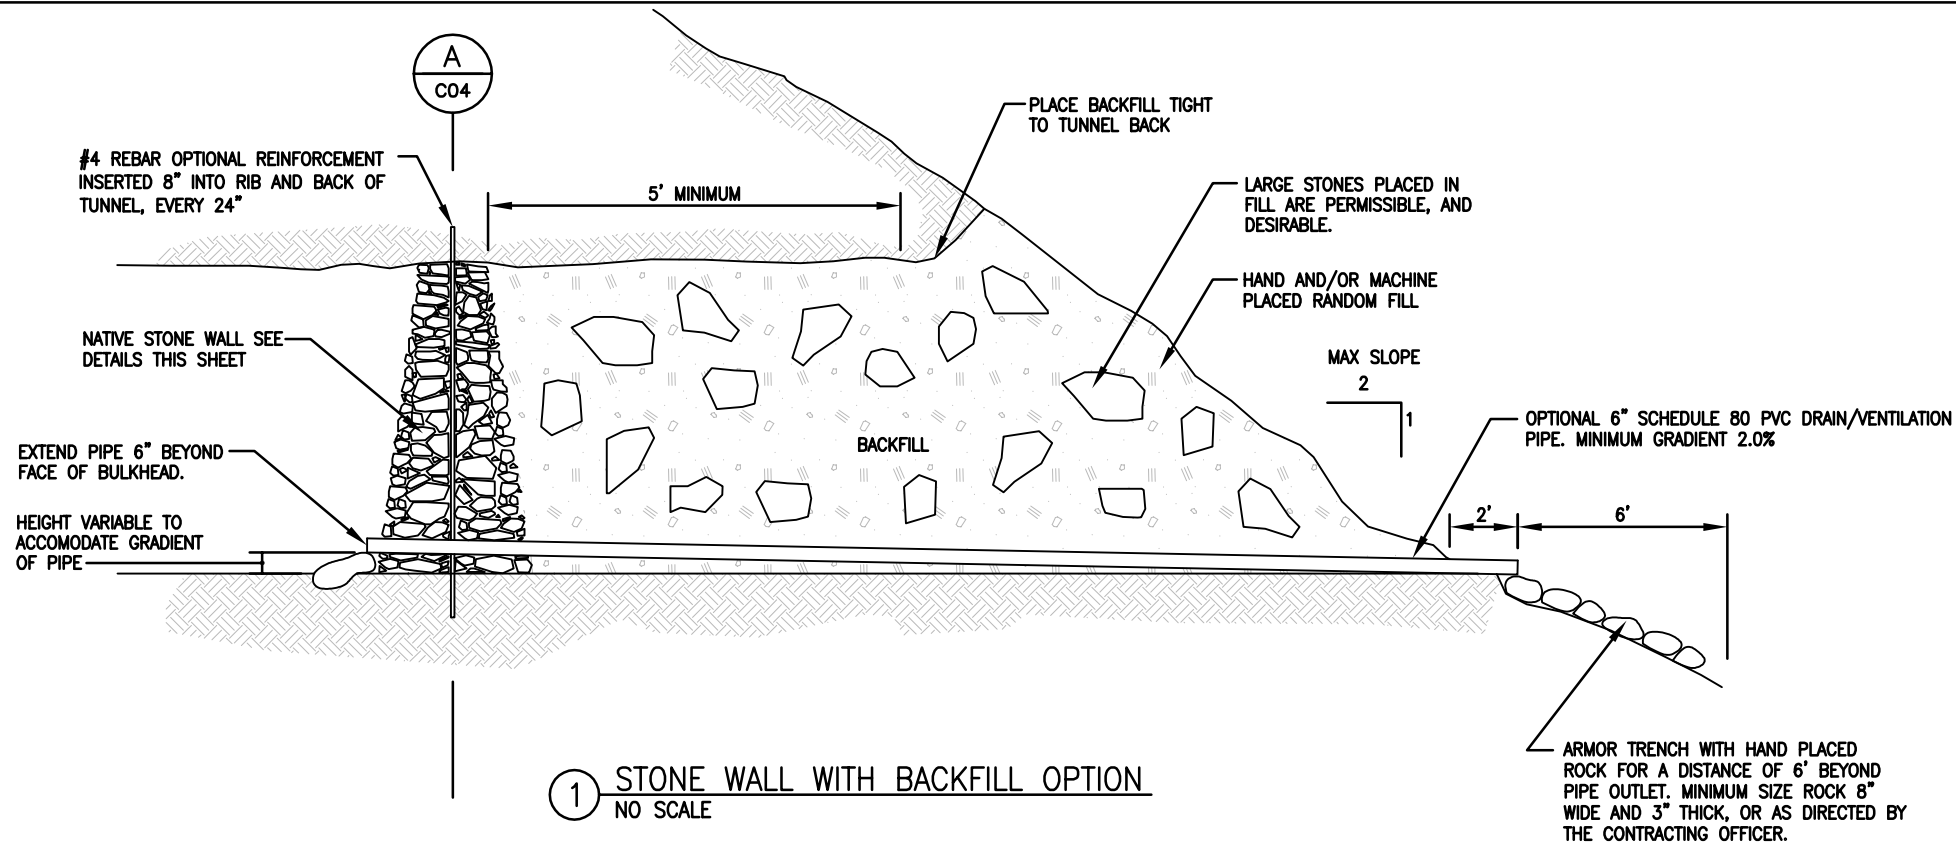 A
C04
PLACE BACKFILL TIGHT
TO TUNNEL BACK
#4 REBAR OPTIONAL REINFORCEMENT
INSERTED 8" INTO RIB AND BACK OF
TUNNEL, EVERY 24"
5' MINIMUM
LARGE STONES PLACED IN
FILL ARE PERMISSIBLE, AND
DESIRABLE.
HAND AND/OR MACHINE
PLACED RANDOM FILL
NATIVE STONE WALL SEE
DETAILS THIS SHEET
MAX SLOPE
2
1
OPTIONAL 6" SCHEDULE 80 PVC DRAIN/VENTILATION
PIPE. MINIMUM GRADIENT 2.0%
BACKFILL
EXTEND PIPE 6" BEYOND
FACE OF BULKHEAD.
HEIGHT VARIABLE TO
ACCOMODATE GRADIENT
OF PIPE
2'
6'
ARMOR TRENCH WITH HAND PLACED
ROCK FOR A DISTANCE OF 6' BEYOND
PIPE OUTLET. MINIMUM SIZE ROCK 8"
WIDE AND 3" THICK, OR AS DIRECTED BY
THE CONTRACTING OFFICER.
1
STONE WALL WITH BACKFILL OPTION
NO SCALE